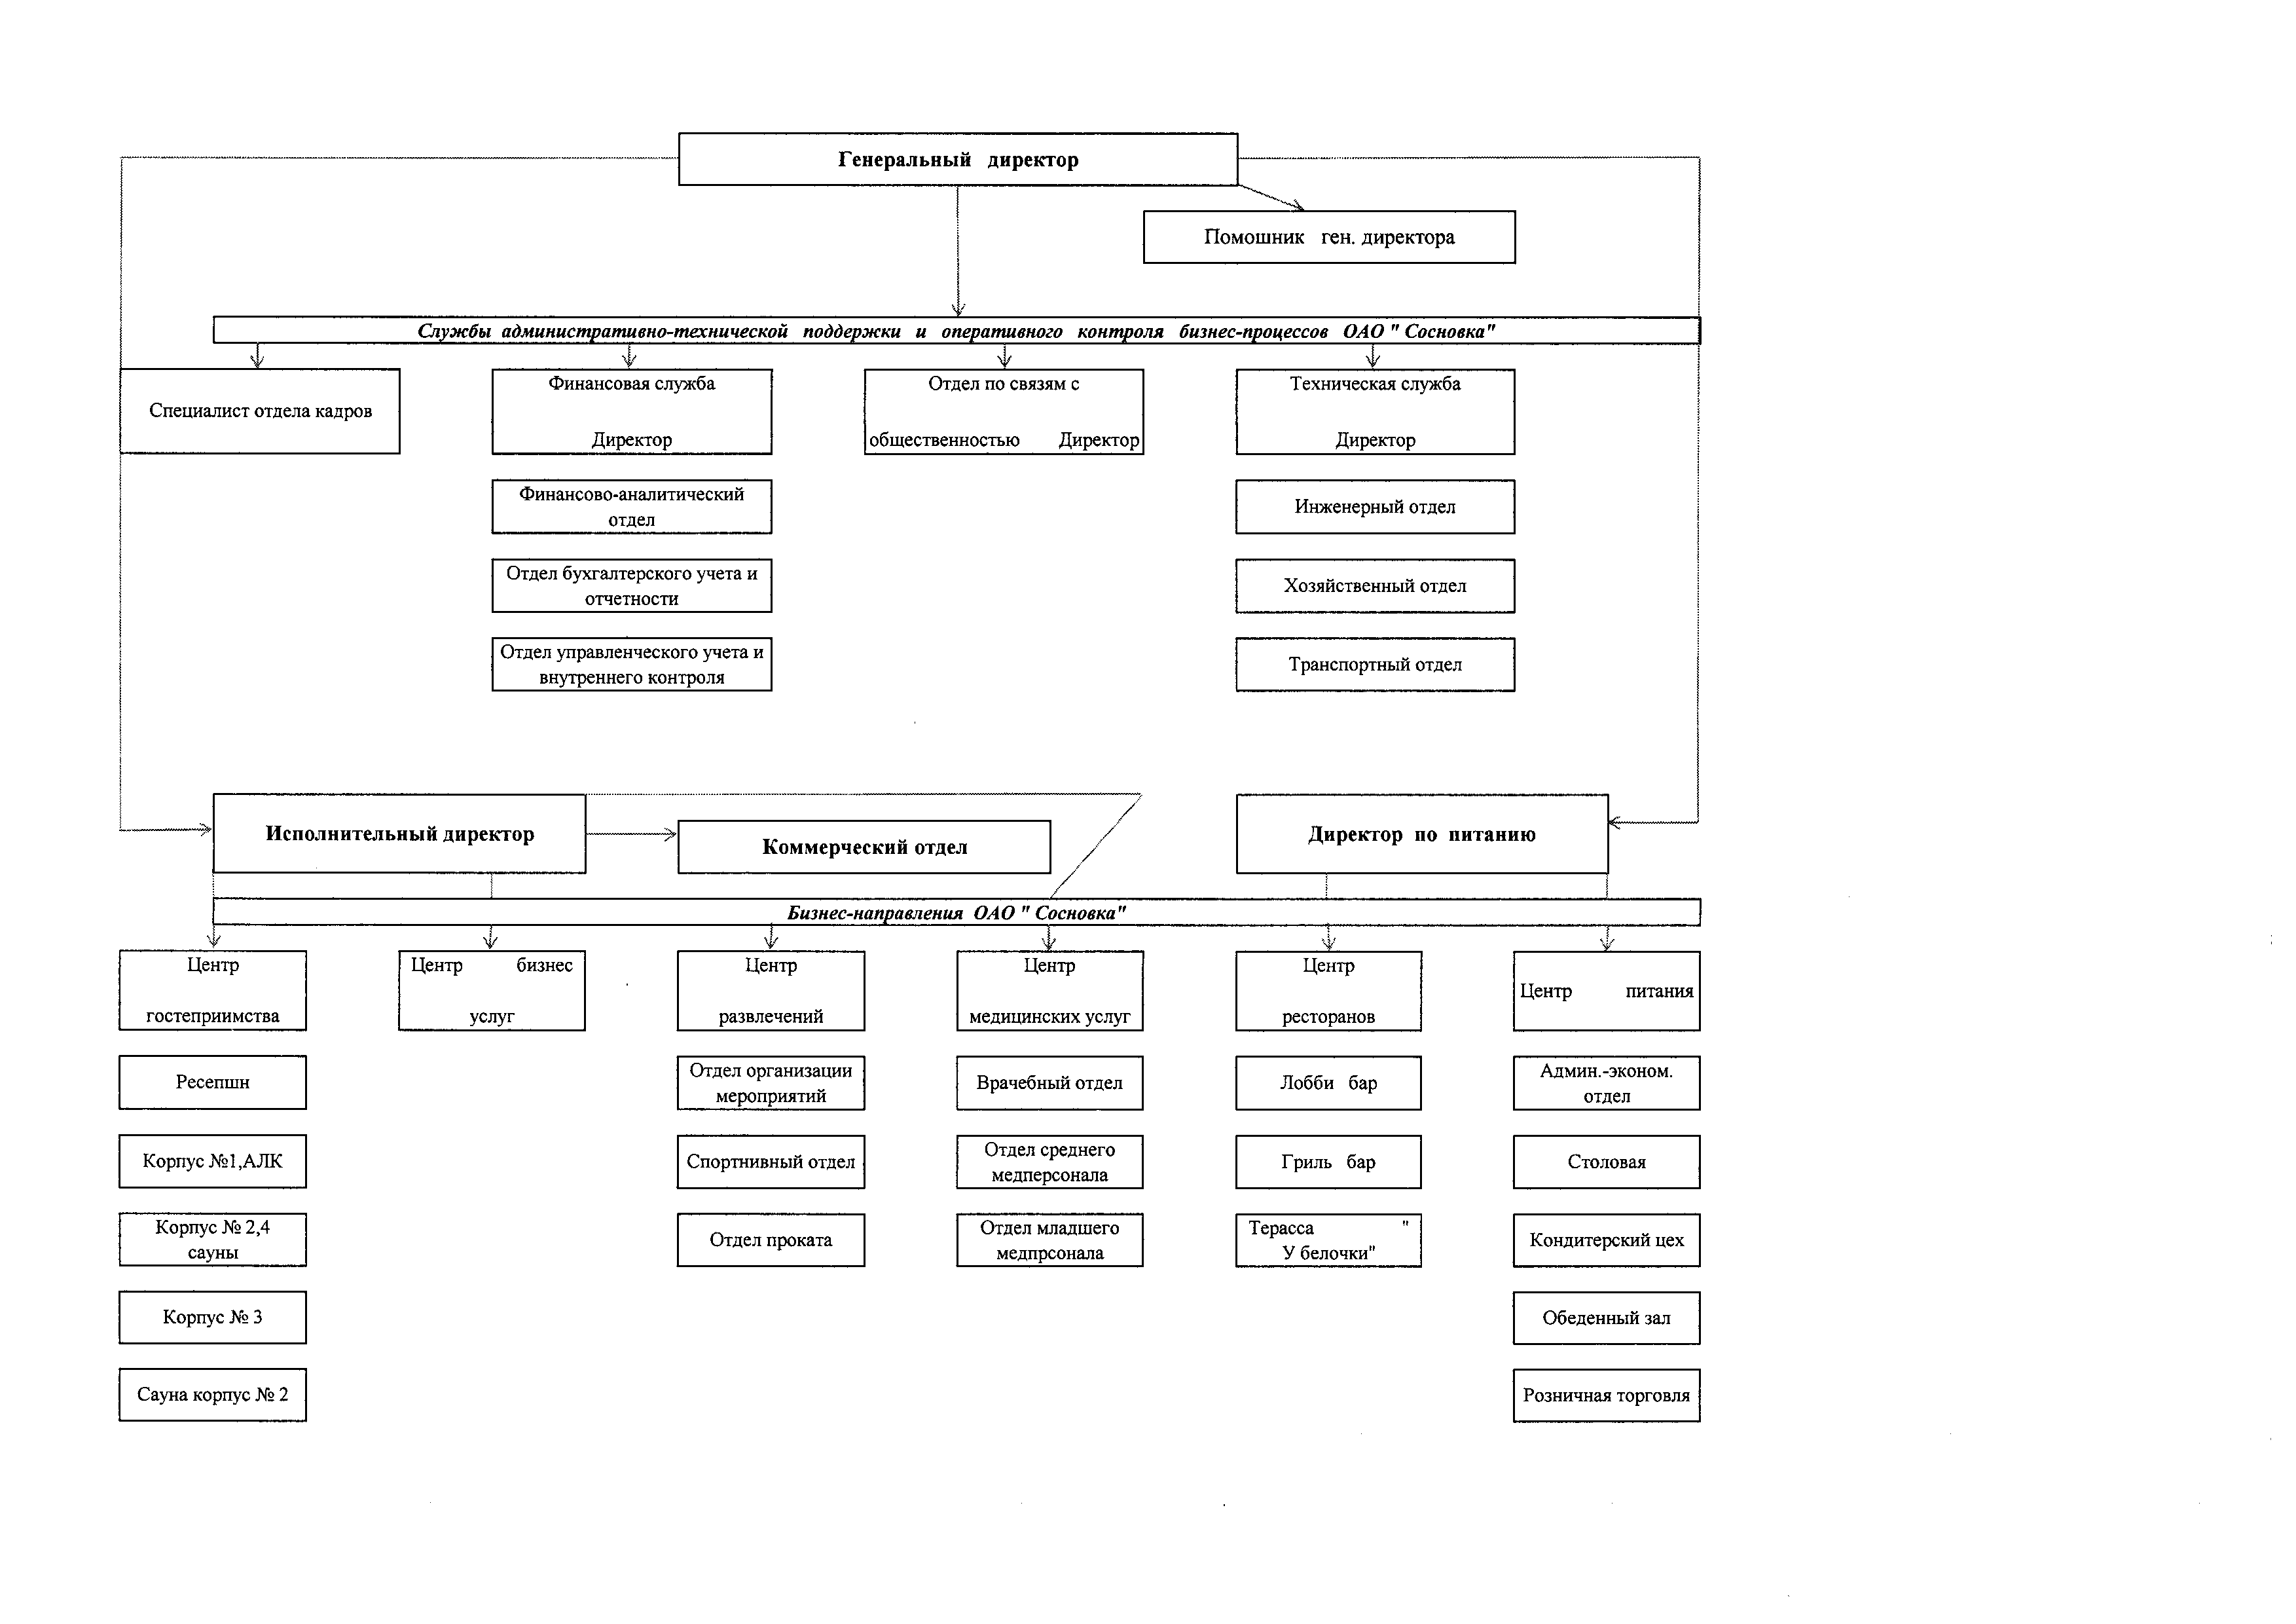 Генеральный директор
Помошник ген. директора
Службы административно-технической поддержки и оперативного контроля бизнес-процессов ОАО " Сосновка"
Специалист отдела кадров
Финансовая служба
Директор
Отдел по связям с
общественностью Директор
Техническая служба
Директор
Финансово-аналитический
отдел
Инженерный отдел
Отдел бухгалтерского учета и
отчетности
Хозяйственный отдел
Отдел управленческого учета и
внутреннего контроля
Транспортный отдел
Исполнительный директор
Коммерческий отдел
Директор по питанию
Бизнес-направления ОАО " Сосновка"
Центр
гостеприимства
Центр бизнес
услуг
Центр
развлечений
Центр
медицинских услуг
Центр
ресторанов
Центр питания
Ресепшн
Отдел организации
мероприятий
Врачебный отдел
Лобби бар
Админ.-эконом.
отдел
Корпус №1,АЛК
Спортнивный отдел
Отдел среднего
медперсонала
Гриль бар
Столовая
Корпус № 2,4
сауны
Отдел проката
Отдел младшего
медпрсонала
Терасса "
У белочки"
Кондитерский цех
Корпус № 3
Обеденный зал
Сауна корпус № 2
Розничная торговля